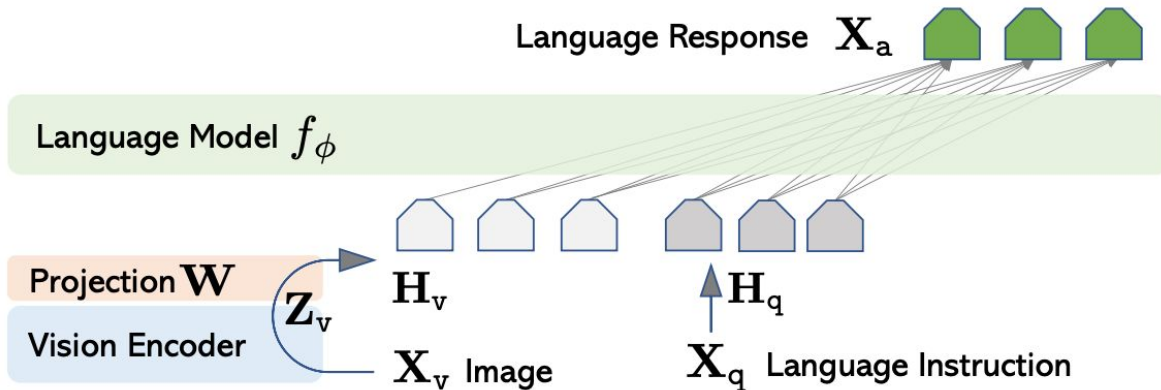 Language Response X_a
Language Model f_ϕ
Projection W
Z_v
H_v
H_q
Vision Encoder
X_v Image
X_q Language Instruction